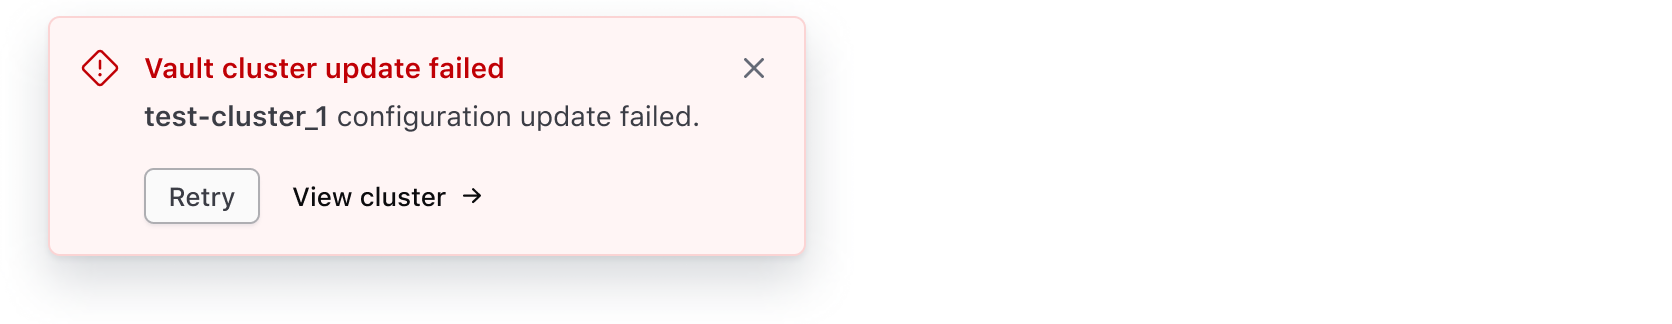 Vault cluster update failed
test-cluster_1 configuration update failed.
Retry View cluster →